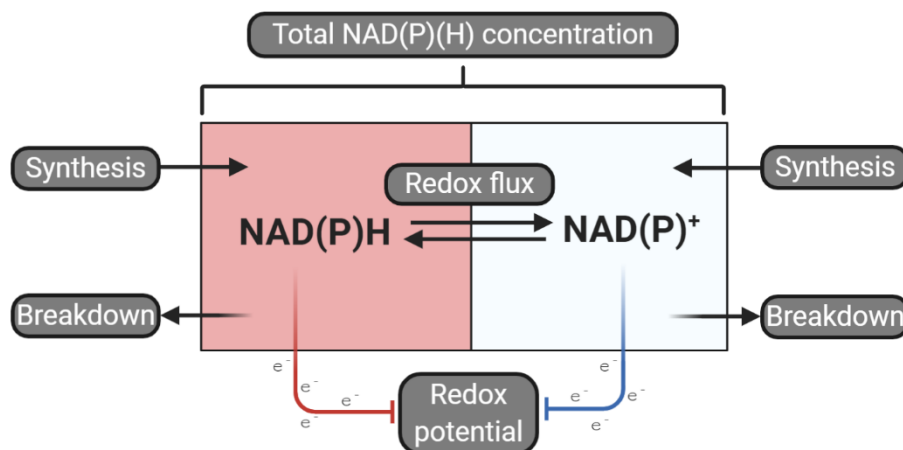 Total NAD(P)(H) concentration
Synthesis
Synthesis
Redox flux
NAD(P)H
NAD(P)⁺
Breakdown
Breakdown
e⁻
e⁻
e⁻
e⁻
e⁻
e⁻
e⁻
e⁻
Redox
potential